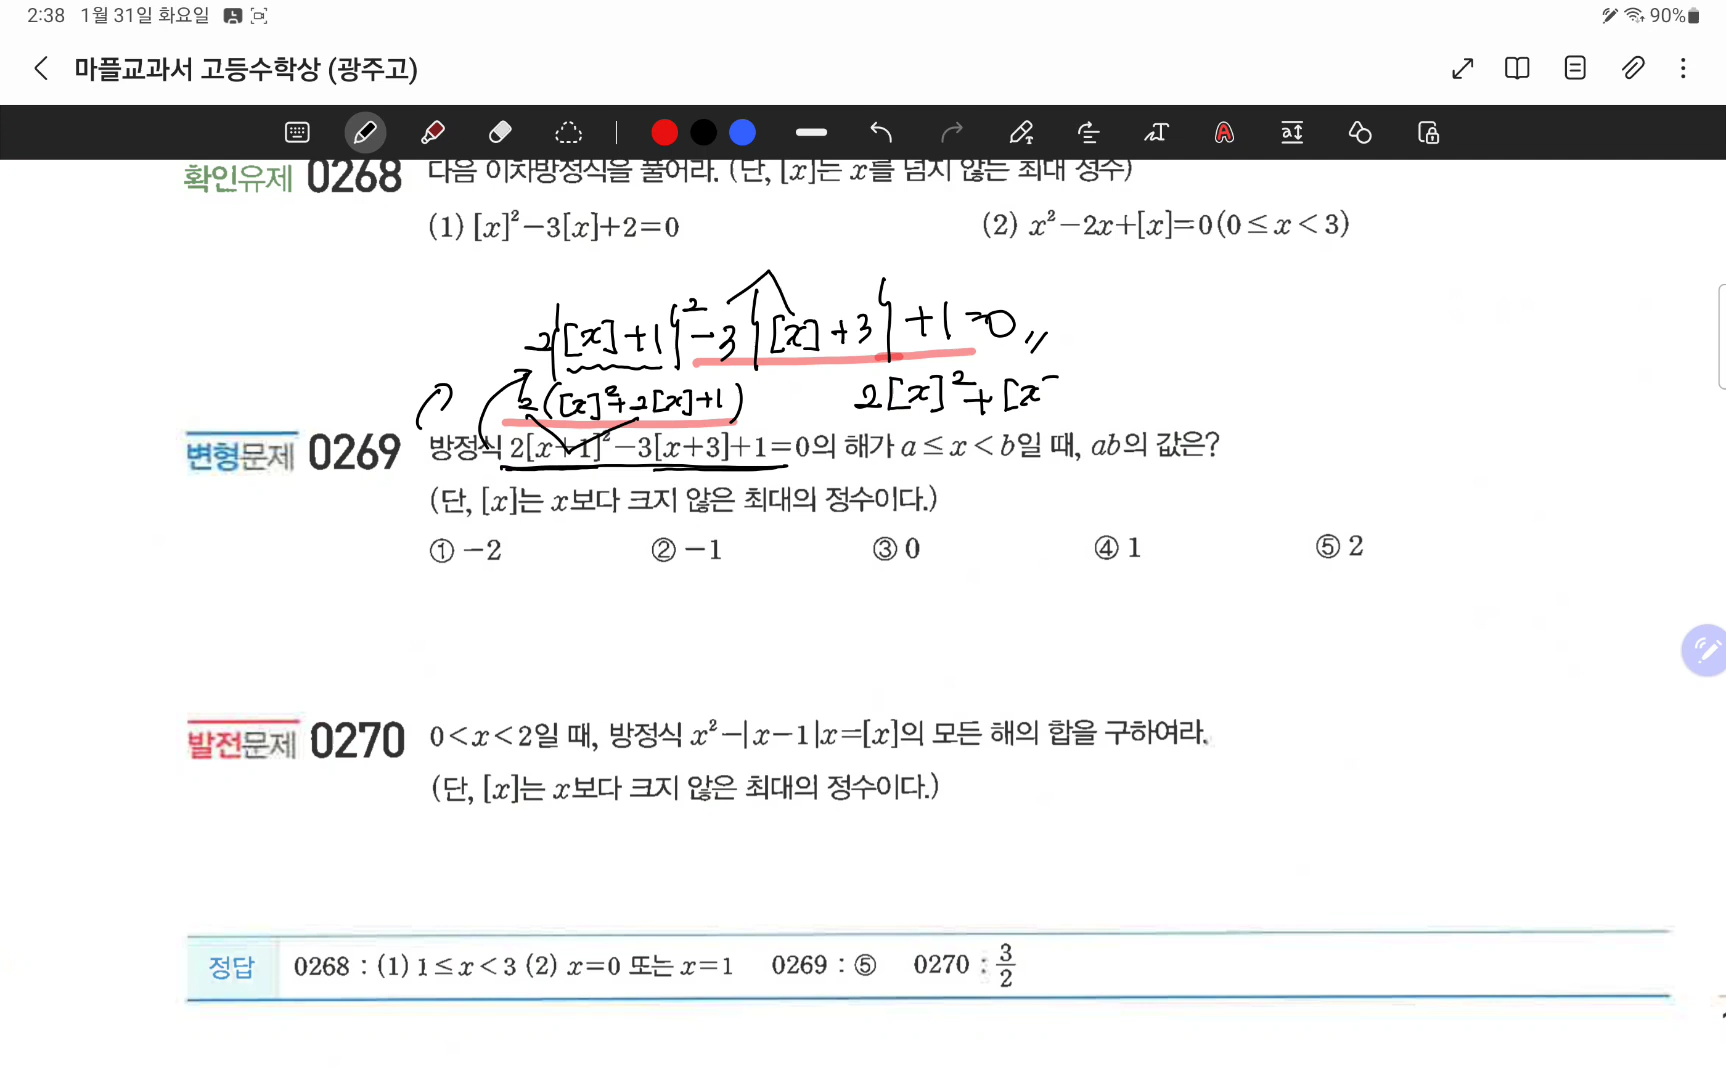 2:38 1월 31일 화요일 90%
마플교과서 고등수학상 (광주고)
확인유제 0268 다음 이차방정식을 풀어라. (단, [x]는 x를 넘지 않는 최대 정수)
(1) [x]²-3[x]+2=0 (2) x²-2x+[x]=0(0≤x<3)
2{[x]+1}²-3{[x]+3}+1=0
2([x]²+2[x]+1) 2[x]²+[x
변형문제 0269 방정식 2[x+1]²-3[x+3]+1=0의 해가 a≤x<b일 때, ab의 값은?
(단, [x]는 x보다 크지 않은 최대의 정수이다.)
① -2 ② -1 ③ 0 ④ 1 ⑤ 2
발전문제 0270 0<x<2일 때, 방정식 x²-|x-1|x=[x]의 모든 해의 합을 구하여라.
(단, [x]는 x보다 크지 않은 최대의 정수이다.)
정답 0268 : (1) 1≤x<3 (2) x=0 또는 x=1 0269 : ⑤ 0270 : 3/2